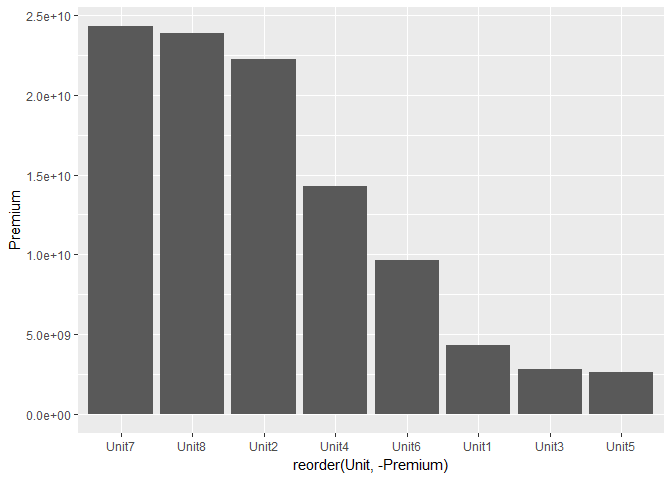 2.5e+10
2.0e+10
1.5e+10
1.0e+10
5.0e+09
0.0e+00
Premium
Unit7 Unit8 Unit2 Unit4 Unit6 Unit1 Unit3 Unit5
reorder(Unit, -Premium)